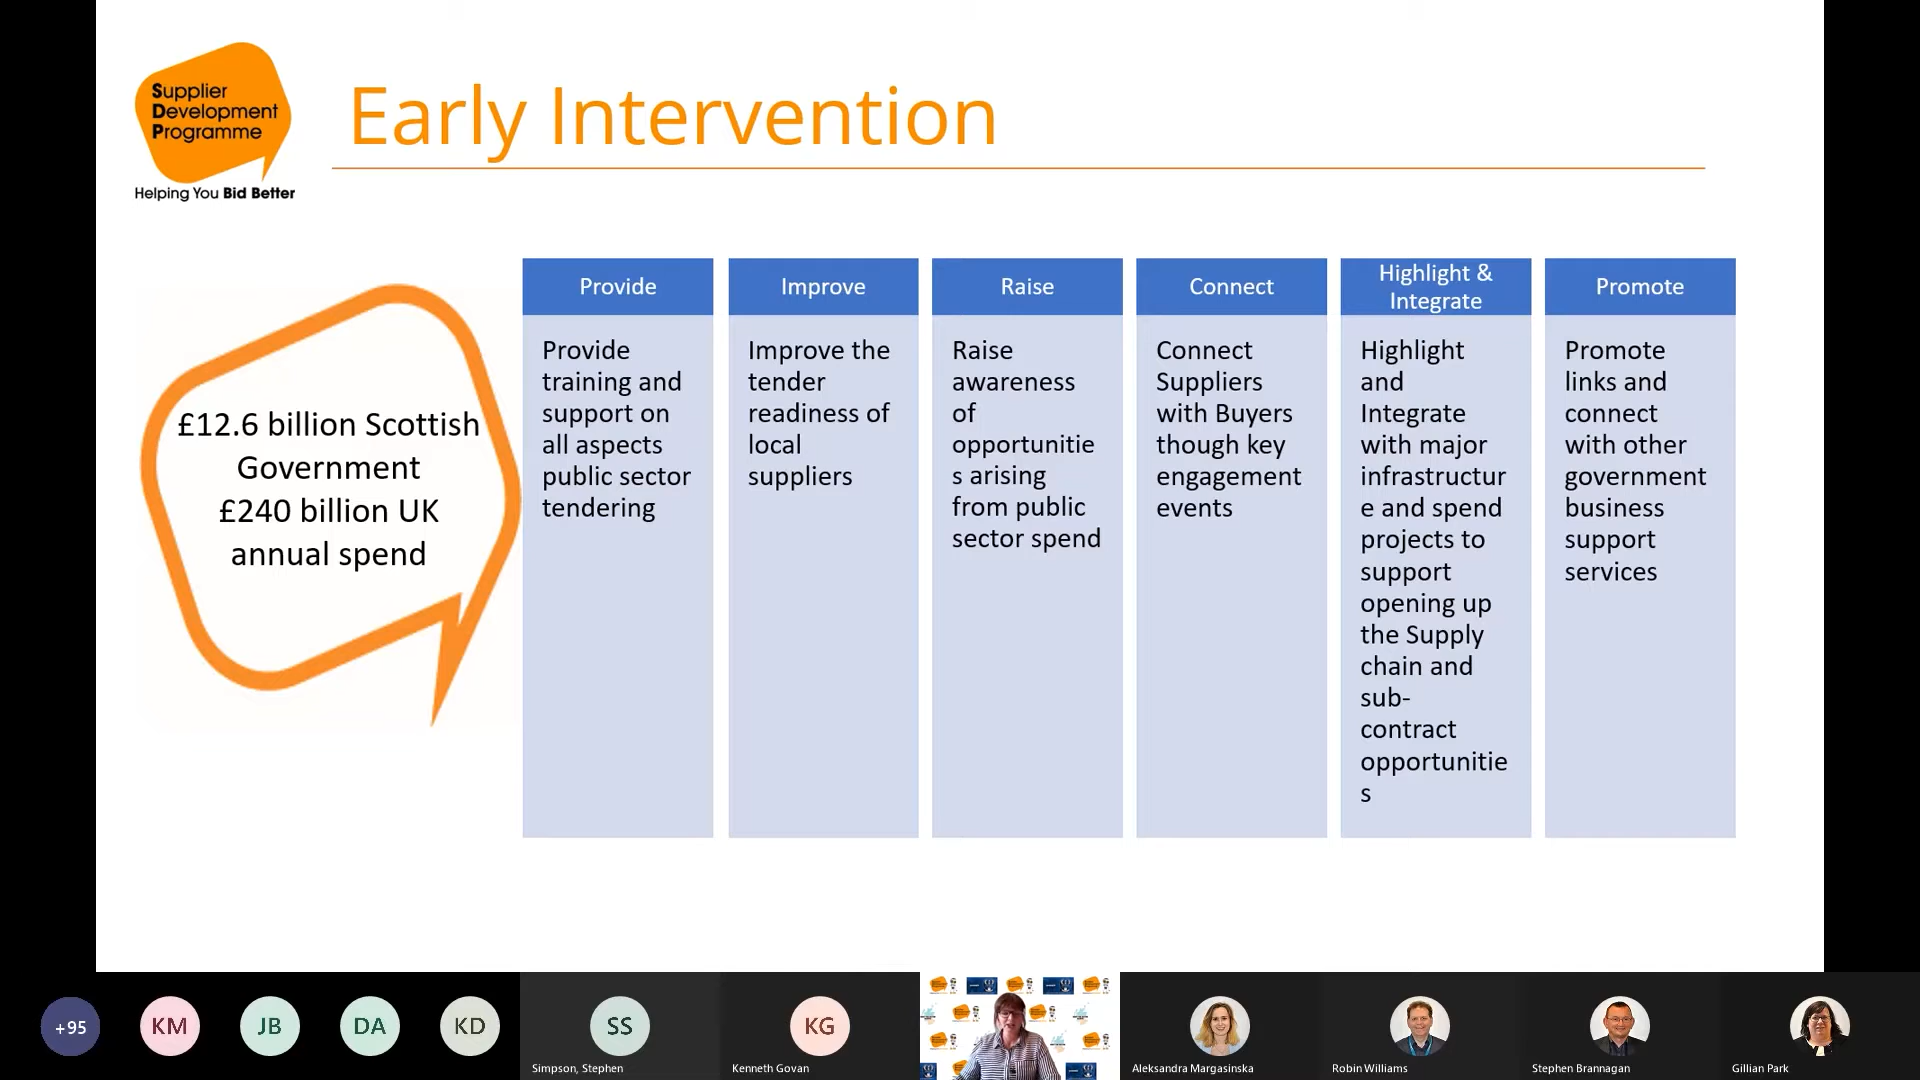 Supplier
Development
Programme
Helping You Bid Better
Early Intervention
£12.6 billion Scottish
Government
£240 billion UK
annual spend
Provide
Provide
training and
support on
all aspects
public sector
tendering
Improve
Improve the
tender
readiness of
local
suppliers
Raise
Raise
awareness
of
opportunitie
s arising
from public
sector spend
Connect
Connect
Suppliers
with Buyers
though key
engagement
events
Highlight &
Integrate
Highlight
and
Integrate
with major
infrastructur
e and spend
projects to
support
opening up
the Supply
chain and
sub-
contract
opportunitie
s
Promote
Promote
links and
connect
with other
government
business
support
services
+95
KM
JB
DA
KD
SS
Simpson, Stephen
KG
Kenneth Govan
Aleksandra Margasinska
Robin Williams
Stephen Brannagan
Gillian Park